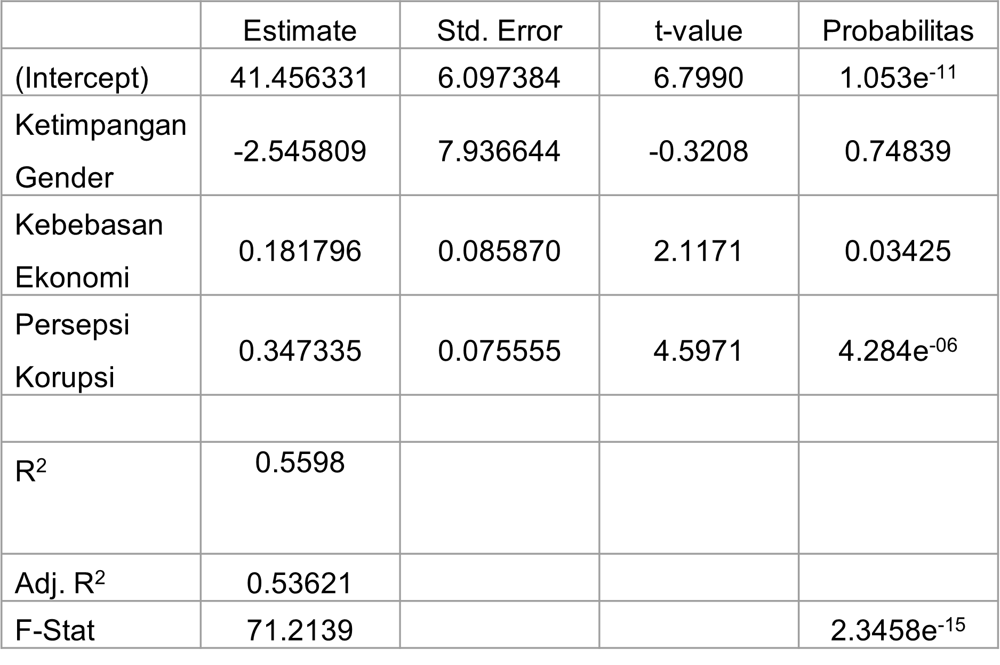 Estimate Std. Error t-value Probabilitas
(Intercept) 41.456331 6.097384 6.7990 1.053e⁻¹¹
Ketimpangan
Gender -2.545809 7.936644 -0.3208 0.74839
Kebebasan
Ekonomi 0.181796 0.085870 2.1171 0.03425
Persepsi
Korupsi 0.347335 0.075555 4.5971 4.284e⁻⁰⁶
R² 0.5598
Adj. R² 0.53621
F-Stat 71.2139 2.3458e⁻¹⁵